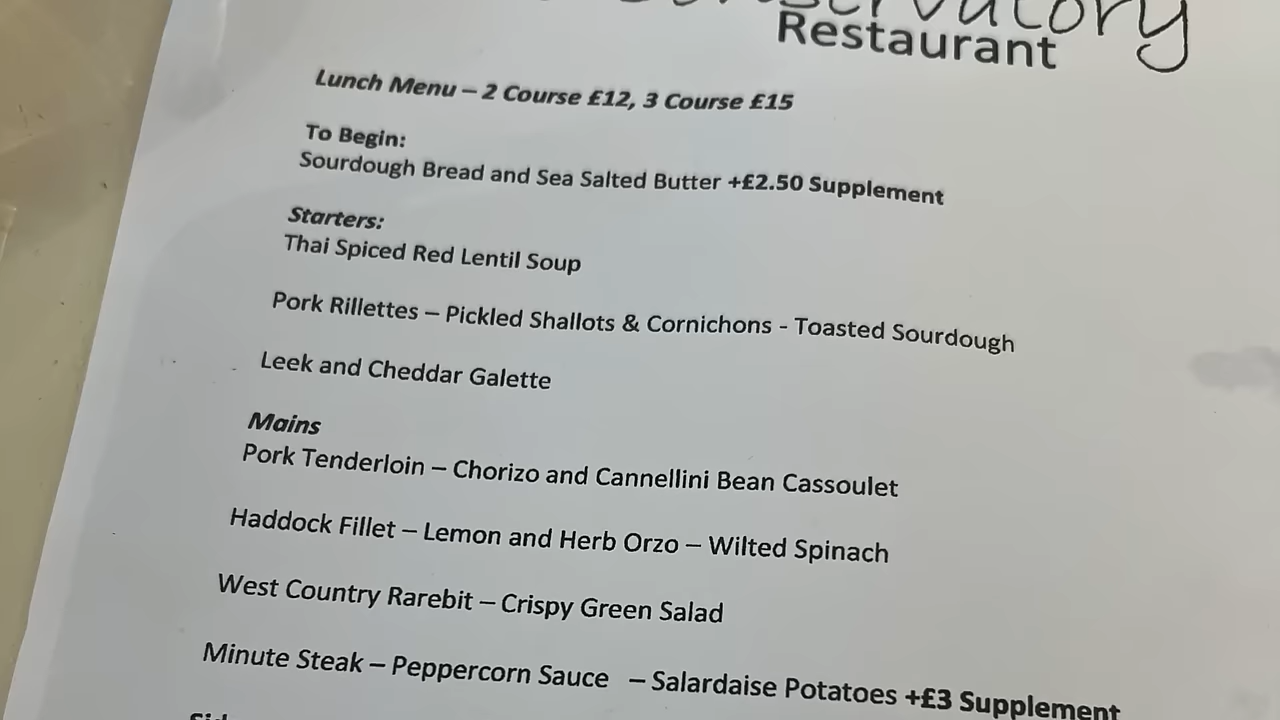 Conservatory
Restaurant
Lunch Menu – 2 Course £12, 3 Course £15
To Begin:
Sourdough Bread and Sea Salted Butter +£2.50 Supplement
Starters:
Thai Spiced Red Lentil Soup
Pork Rillettes – Pickled Shallots & Cornichons - Toasted Sourdough
Leek and Cheddar Galette
Mains
Pork Tenderloin – Chorizo and Cannellini Bean Cassoulet
Haddock Fillet – Lemon and Herb Orzo – Wilted Spinach
West Country Rarebit – Crispy Green Salad
Minute Steak – Peppercorn Sauce – Salardaise Potatoes +£3 Supplement